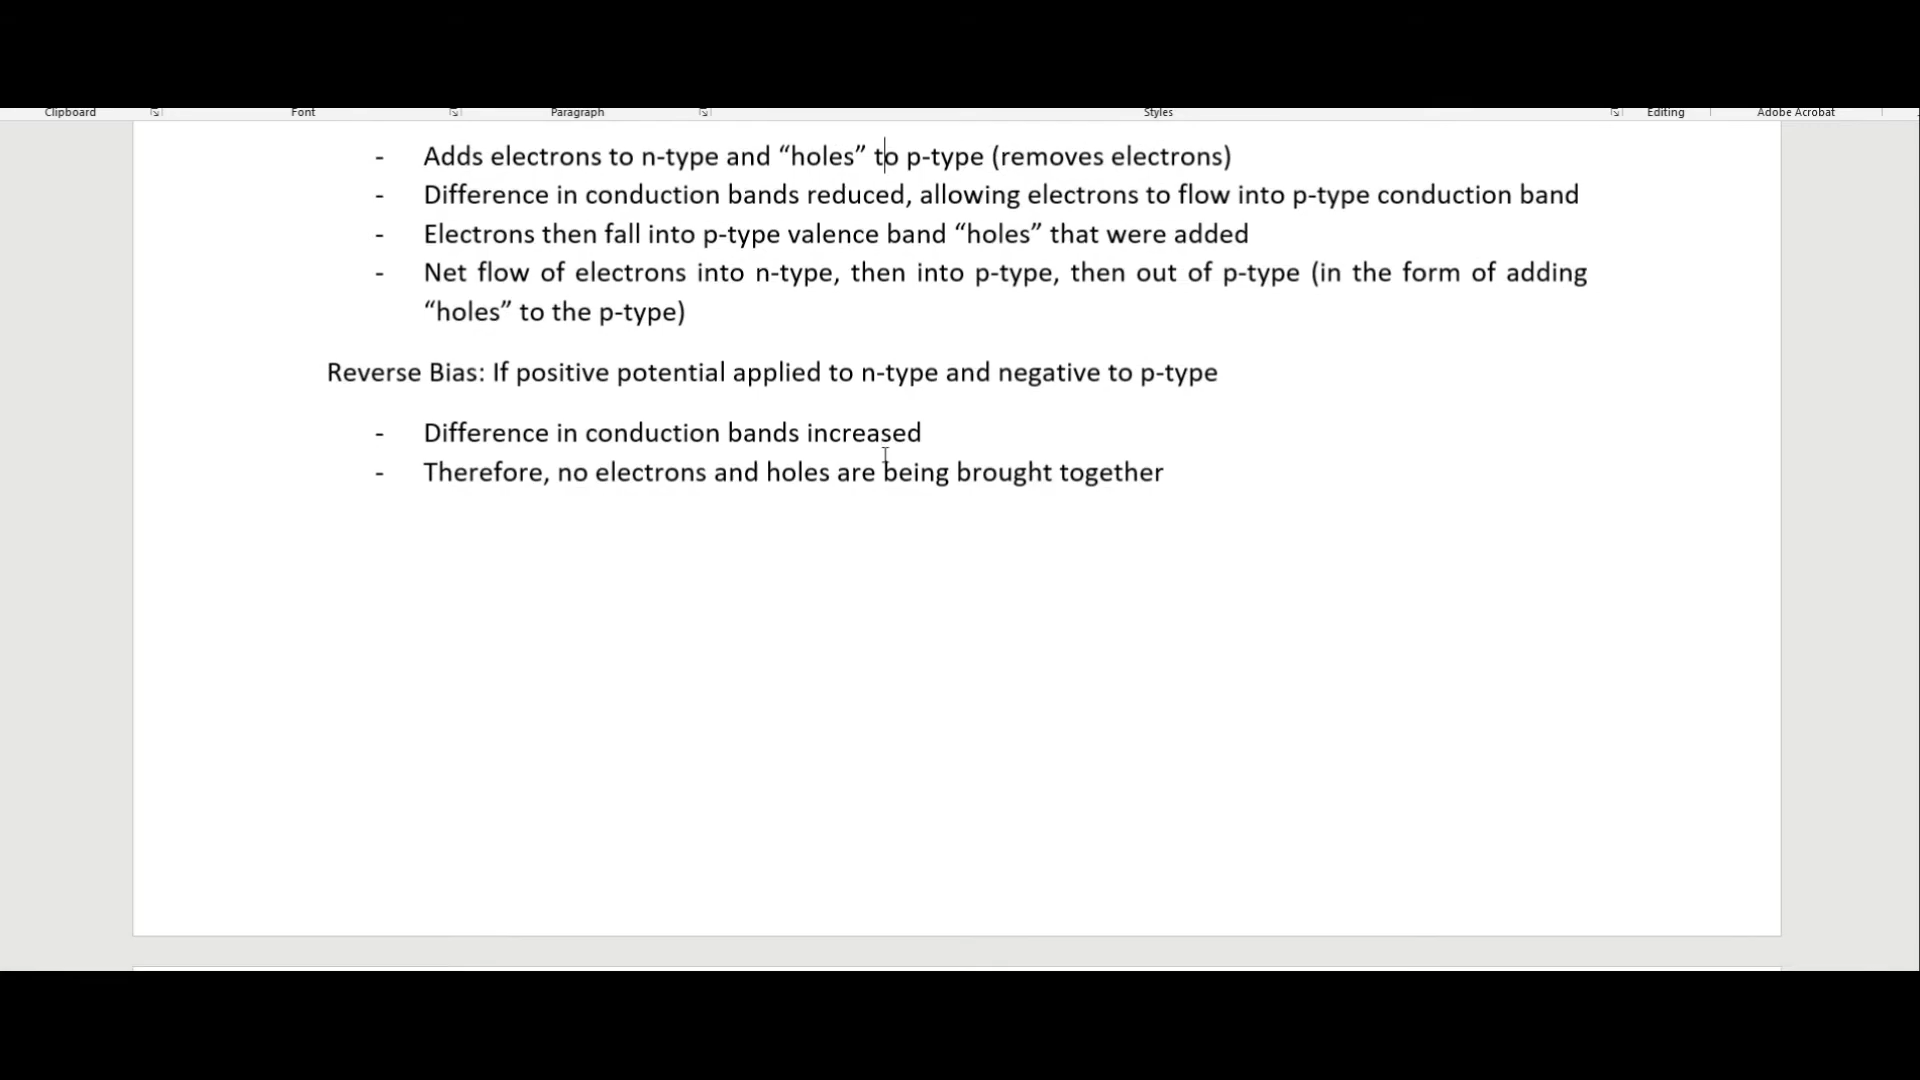 Clipboard Font Paragraph Styles Editing Adobe Acrobat
- Adds electrons to n-type and “holes” to p-type (removes electrons)
- Difference in conduction bands reduced, allowing electrons to flow into p-type conduction band
- Electrons then fall into p-type valence band “holes” that were added
- Net flow of electrons into n-type, then into p-type, then out of p-type (in the form of adding
“holes” to the p-type)
Reverse Bias: If positive potential applied to n-type and negative to p-type
- Difference in conduction bands increased
- Therefore, no electrons and holes are being brought together